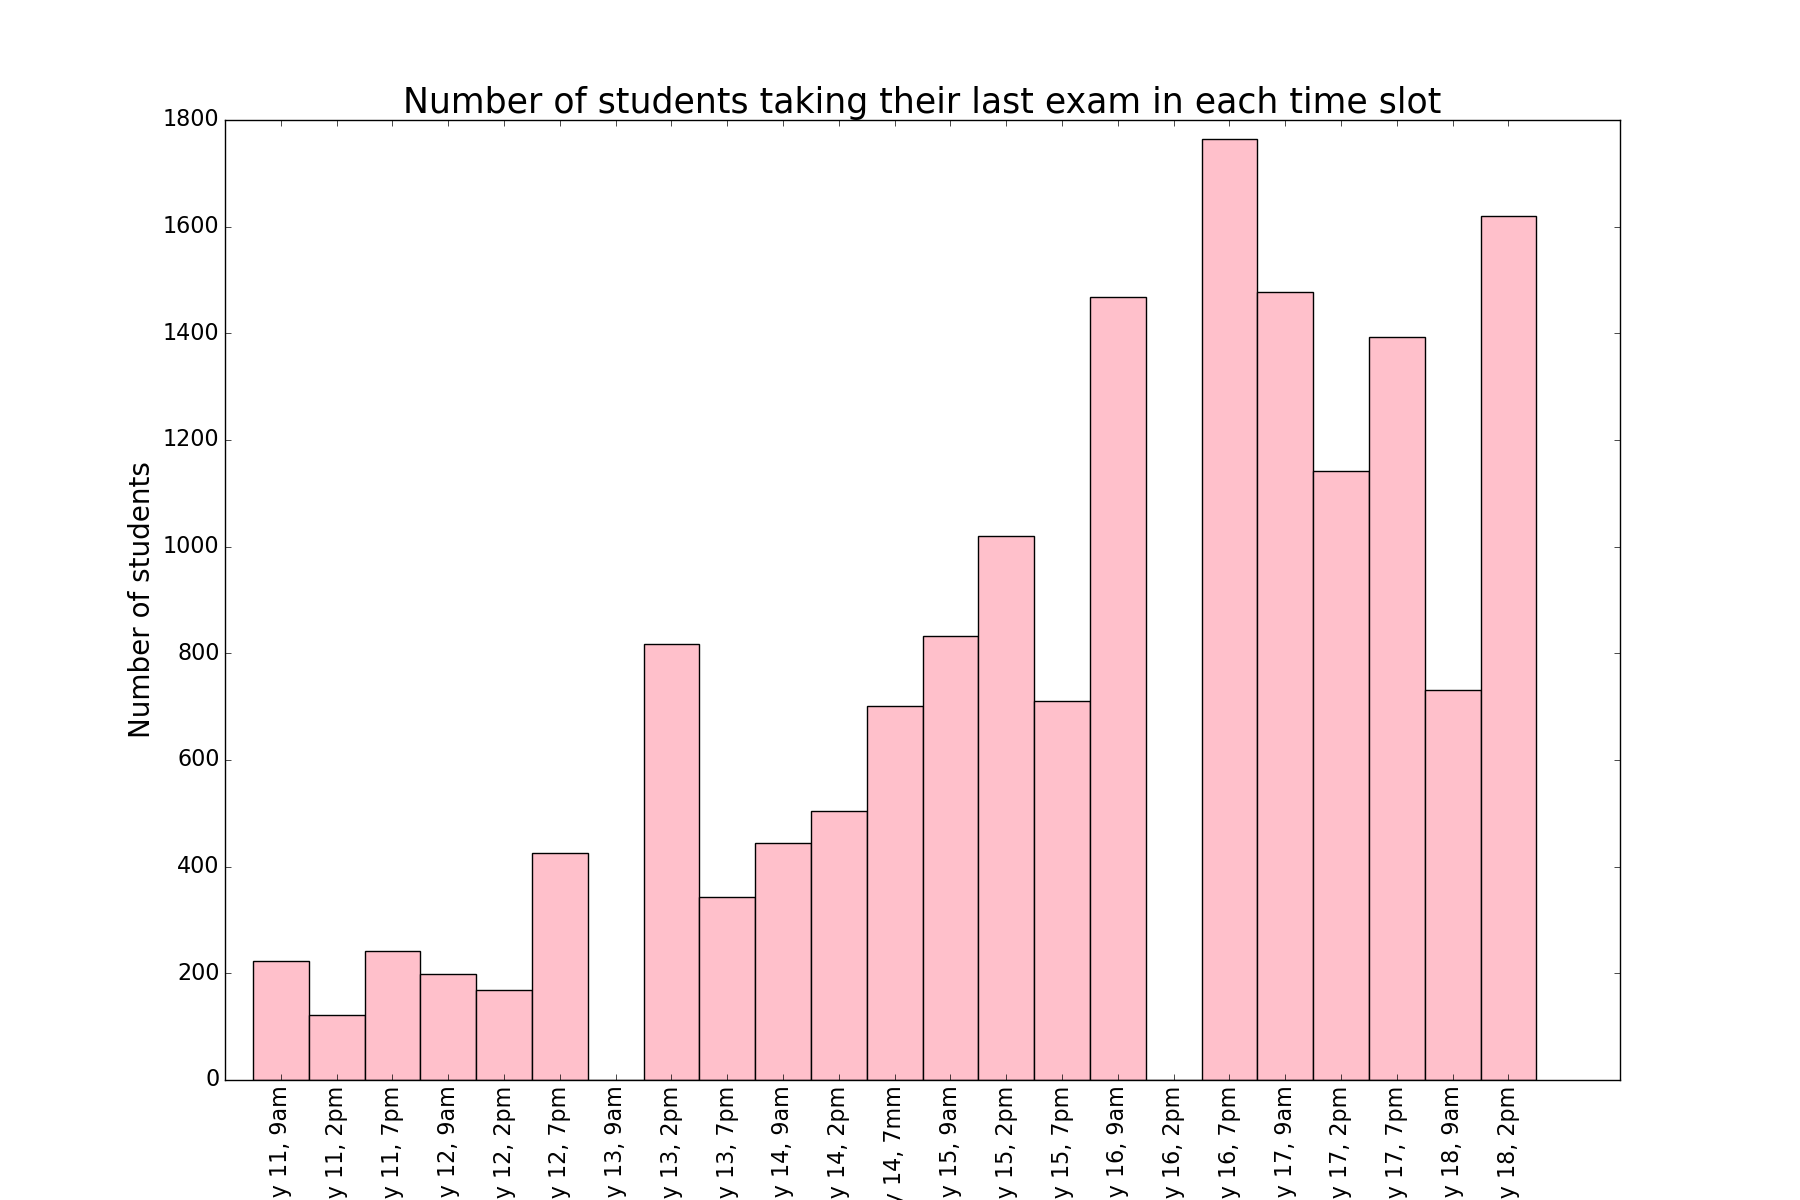 Number of students taking their last exam in each time slot
Number of students
1800
1600
1400
1200
1000
800
600
400
200
0
y 11, 9am
y 11, 2pm
y 11, 7pm
y 12, 9am
y 12, 2pm
y 12, 7pm
y 13, 9am
y 13, 2pm
y 13, 7pm
y 14, 9am
y 14, 2pm
y 14, 7mm
y 15, 9am
y 15, 2pm
y 15, 7pm
y 16, 9am
y 16, 2pm
y 16, 7pm
y 17, 9am
y 17, 2pm
y 17, 7pm
y 18, 9am
y 18, 2pm